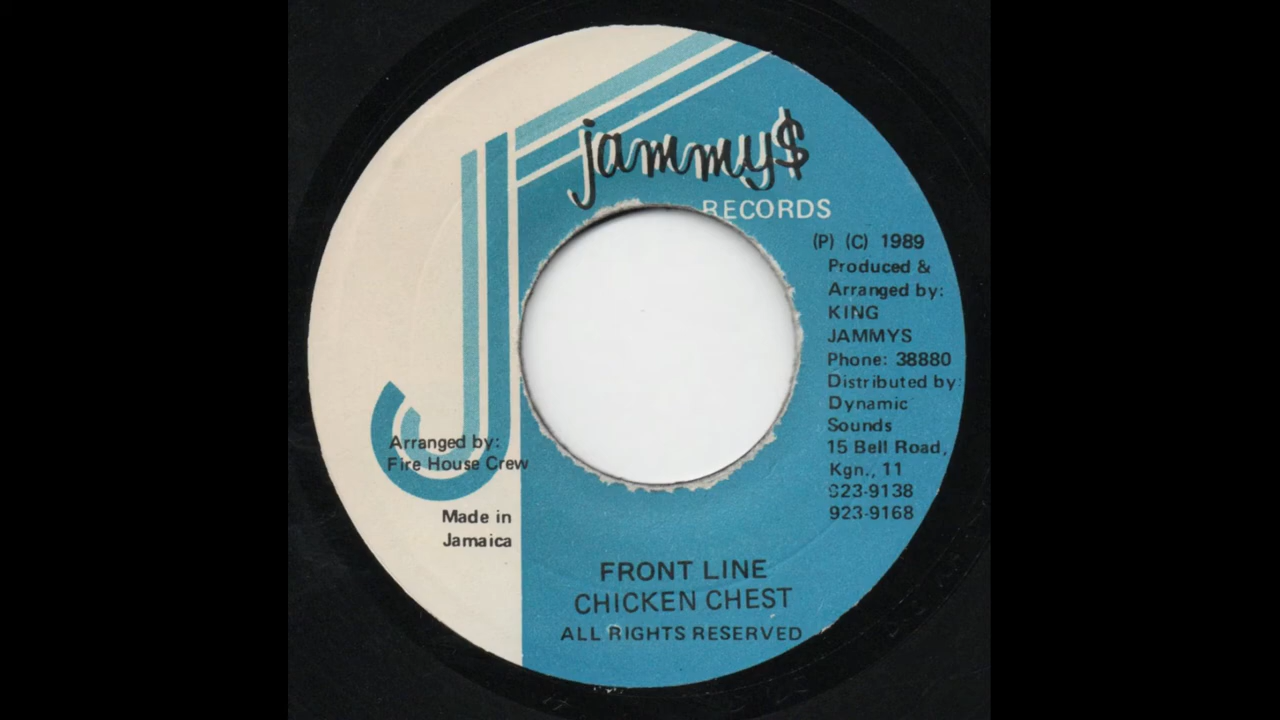 jammy$
RECORDS
(P) (C) 1989
Produced &
Arranged by:
KING
JAMMYS
Phone: 38880
Distributed by:
Dynamic
Sounds
15 Bell Road,
Kgn., 11
923-9138
923-9168
Arranged by:
Fire House Crew
Made in
Jamaica
FRONT LINE
CHICKEN CHEST
ALL RIGHTS RESERVED